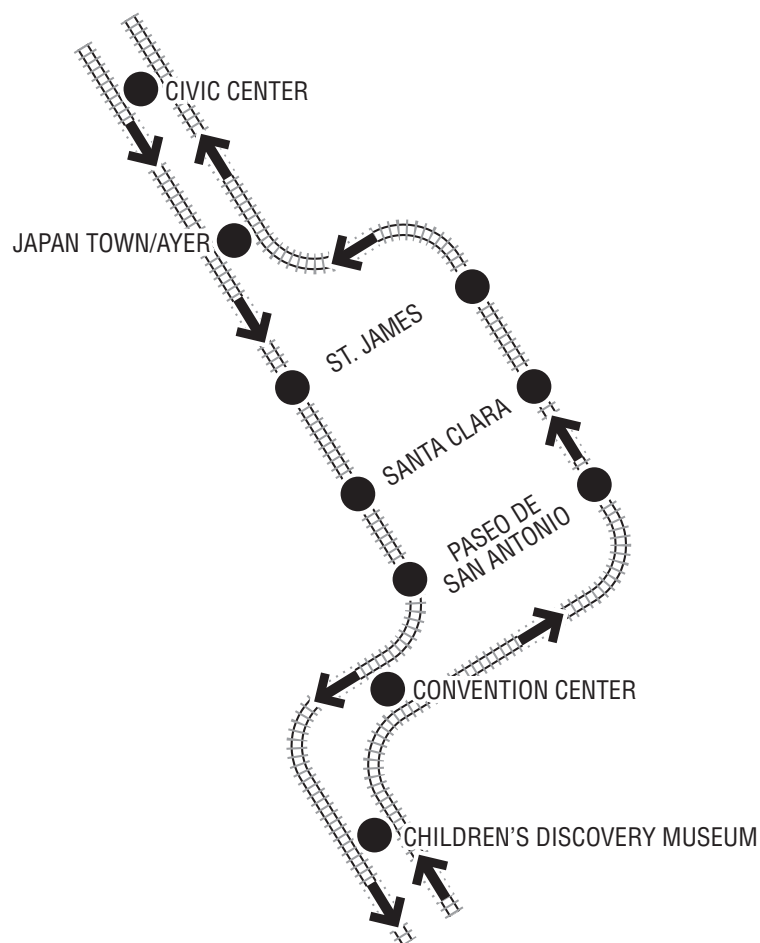 CIVIC CENTER
JAPAN TOWN/AYER
ST. JAMES
SANTA CLARA
PASEO DE
SAN ANTONIO
CONVENTION CENTER
CHILDREN'S DISCOVERY MUSEUM